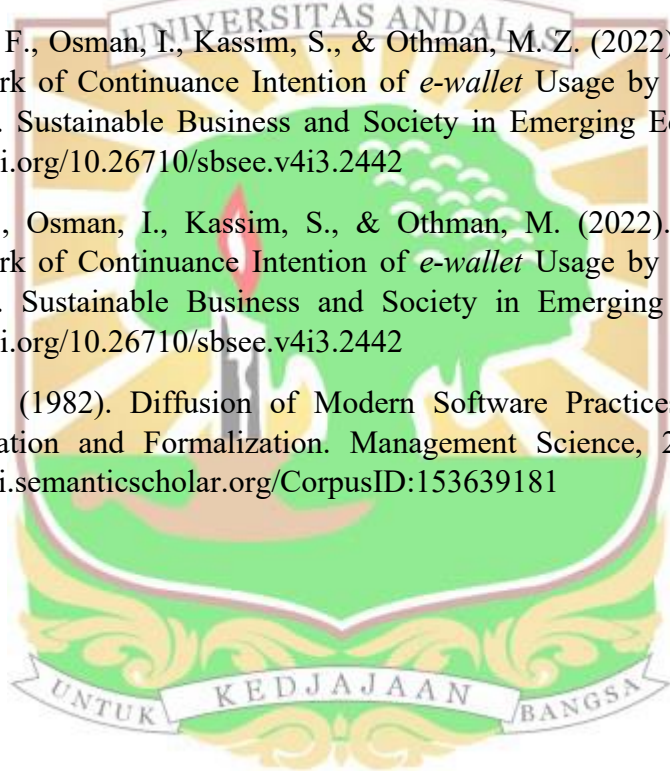 UNIVERSITAS ANDALAS
F., Osman, I., Kassim, S., & Othman, M. Z. (2022)
rk of Continuance Intention of e-wallet Usage by
. Sustainable Business and Society in Emerging Ec
i.org/10.26710/sbsee.v4i3.2442
., Osman, I., Kassim, S., & Othman, M. (2022).
rk of Continuance Intention of e-wallet Usage by
. Sustainable Business and Society in Emerging
i.org/10.26710/sbsee.v4i3.2442
(1982). Diffusion of Modern Software Practice
ation and Formalization. Management Science, 2
i.semanticscholar.org/CorpusID:153639181
UNTUK KEDJAJAAN BANGSA